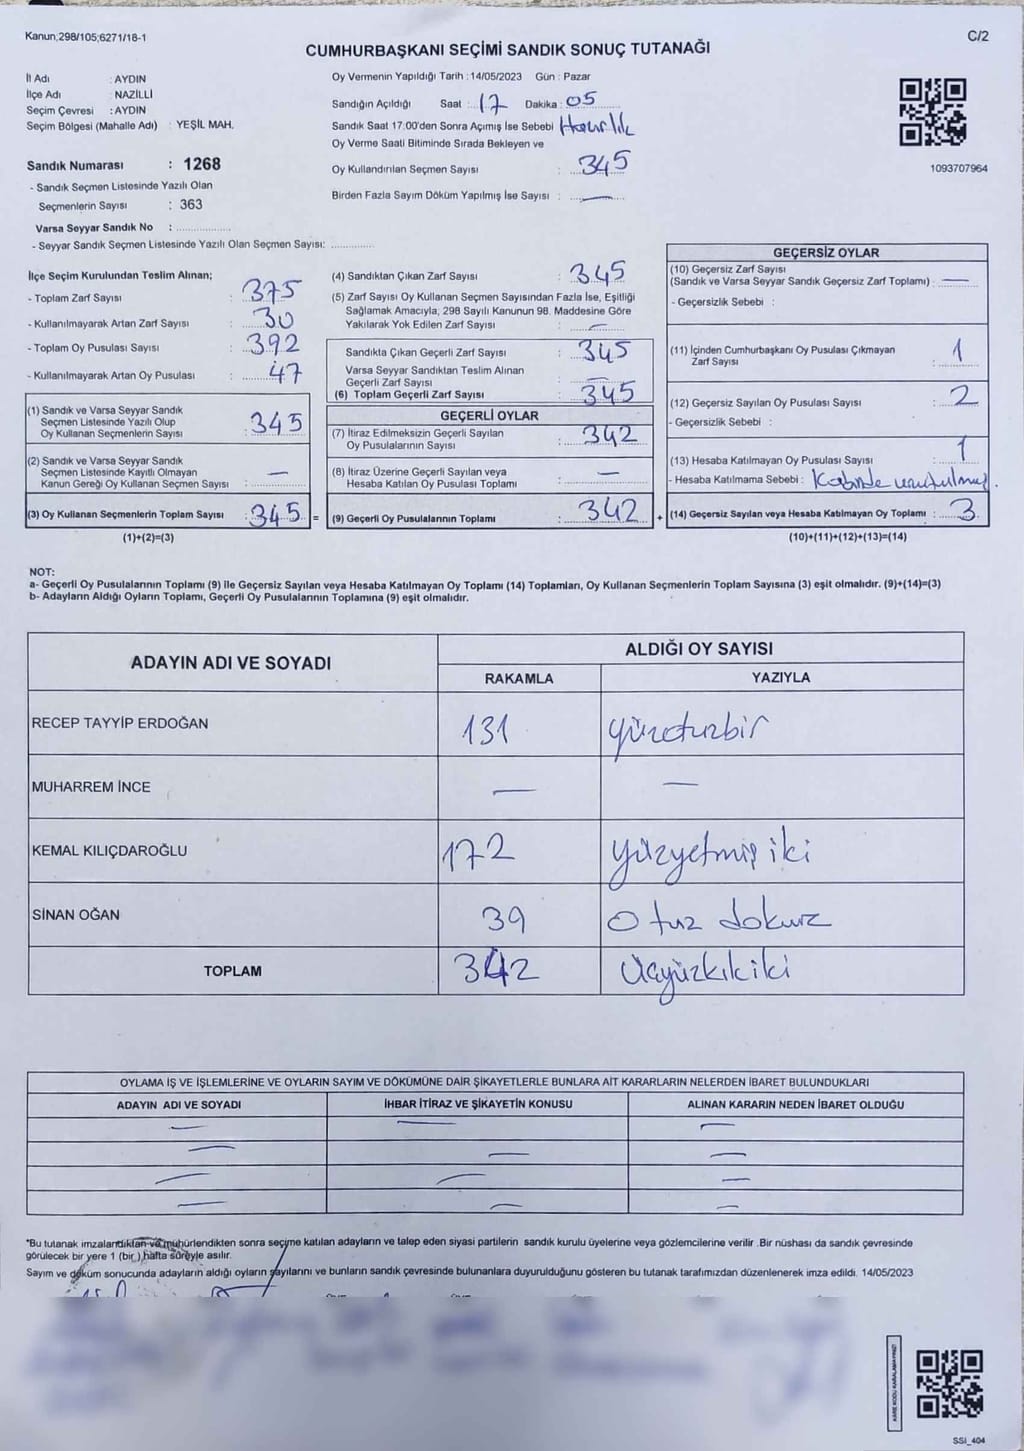 Kanun;298/105;6271/18-1
C/2
CUMHURBAŞKANI SEÇİMİ SANDIK SONUÇ TUTANAĞI
İl Adı : AYDIN
İlçe Adı : NAZİLLİ
Seçim Çevresi : AYDIN
Seçim Bölgesi (Mahalle Adı) : YEŞİL MAH.
Sandık Numarası : 1268
- Sandık Seçmen Listesinde Yazılı Olan
Seçmenlerin Sayısı : 363
Varsa Seyyar Sandık No :
- Seyyar Sandık Seçmen Listesinde Yazılı Olan Seçmen Sayısı:
Oy Vermenin Yapıldığı Tarih :14/05/2023 Gün : Pazar
Sandığın Açıldığı Saat : 17 Dakika : 05
Sandık Saat 17:00'den Sonra Açımış İse Sebebi Hazırlık
Oy Verme Saati Bitiminde Sırada Bekleyen ve
Oy Kullandırılan Seçmen Sayısı : 345
Birden Fazla Sayım Döküm Yapılmış İse Sayısı : —
1093707964
İlçe Seçim Kurulundan Teslim Alınan;
- Toplam Zarf Sayısı : 375
- Kullanılmayarak Artan Zarf Sayısı : 30
- Toplam Oy Pusulası Sayısı : 392
- Kullanılmayarak Artan Oy Pusulası : 47
(1) Sandık ve Varsa Seyyar Sandık
Seçmen Listesinde Yazılı Olup
Oy Kullanan Seçmenlerin Sayısı : 345
(2) Sandık ve Varsa Seyyar Sandık
Seçmen Listesinde Kayıtlı Olmayan
Kanun Gereği Oy Kullanan Seçmen Sayısı : —
(3) Oy Kullanan Seçmenlerin Toplam Sayısı : 345 =
(1)+(2)=(3)
(4) Sandıktan Çıkan Zarf Sayısı : 345
(5) Zarf Sayısı Oy Kullanan Seçmen Sayısından Fazla İse, Eşitliği
Sağlamak Amacıyla; 298 Sayılı Kanunun 98. Maddesine Göre
Yakılarak Yok Edilen Zarf Sayısı : —
Sandıkta Çıkan Geçerli Zarf Sayısı : 345
Varsa Seyyar Sandıktan Teslim Alınan
Geçerli Zarf Sayısı : —
(6) Toplam Geçerli Zarf Sayısı : 345
GEÇERLİ OYLAR
(7) İtiraz Edilmeksizin Geçerli Sayılan
Oy Pusulalarının Sayısı : 342
(8) İtiraz Üzerine Geçerli Sayılan veya
Hesaba Katılan Oy Pusulası Toplamı : —
(9) Geçerli Oy Pusulalarının Toplamı : 342 +
GEÇERSİZ OYLAR
(10) Geçersiz Zarf Sayısı
(Sandık ve Varsa Seyyar Sandık Geçersiz Zarf Toplamı) : —
- Geçersizlik Sebebi :
(11) İçinden Cumhurbaşkanı Oy Pusulası Çıkmayan
Zarf Sayısı : 1
(12) Geçersiz Sayılan Oy Pusulası Sayısı : 2
- Geçersizlik Sebebi :
(13) Hesaba Katılmayan Oy Pusulası Sayısı : 1
- Hesaba Katılmama Sebebi : Kabinde unutulmuş.
(14) Geçersiz Sayılan veya Hesaba Katılmayan Oy Toplamı : 3
(10)+(11)+(12)+(13)=(14)
NOT:
a- Geçerli Oy Pusulalarının Toplamı (9) ile Geçersiz Sayılan veya Hesaba Katılmayan Oy Toplamı (14) Toplamları, Oy Kullanan Seçmenlerin Toplam Sayısına (3) eşit olmalıdır. (9)+(14)=(3)
b- Adayların Aldığı Oyların Toplamı, Geçerli Oy Pusulalarının Toplamına (9) eşit olmalıdır.
ADAYIN ADI VE SOYADI
ALDIĞI OY SAYISI
RAKAMLA YAZIYLA
RECEP TAYYİP ERDOĞAN 131 yüzotuzbir
MUHARREM İNCE — —
KEMAL KILIÇDAROĞLU 172 yüzyetmiş iki
SİNAN OĞAN 39 Otuz dokuz
TOPLAM 342 Üçyüzkıkiki
OYLAMA İŞ VE İŞLEMLERİNE VE OYLARIN SAYIM VE DÖKÜMÜNE DAİR ŞİKAYETLERLE BUNLARA AİT KARARLARIN NELERDEN İBARET BULUNDUKLARI
ADAYIN ADI VE SOYADI İHBAR İTİRAZ VE ŞİKAYETİN KONUSU ALINAN KARARIN NEDEN İBARET OLDUĞU
— — —
— — —
— — —
— — —
*Bu tutanak imzalandıktan ve mühürlendikten sonra seçime katılan adayların ve talep eden siyasi partilerin sandık kurulu üyelerine veya gözlemcilerine verilir .Bir nüshası da sandık çevresinde
görülecek bir yere 1 (bir ) hafta süreyle asılır.
Sayım ve döküm sonucunda adayların aldığı oyların sayılarını ve bunların sandık çevresinde bulunanlara duyurulduğunu gösteren bu tutanak tarafımızdan düzenlenerek imza edildi. 14/05/2023
KARE KODU KARALAMAYINIZ!
SSI_404